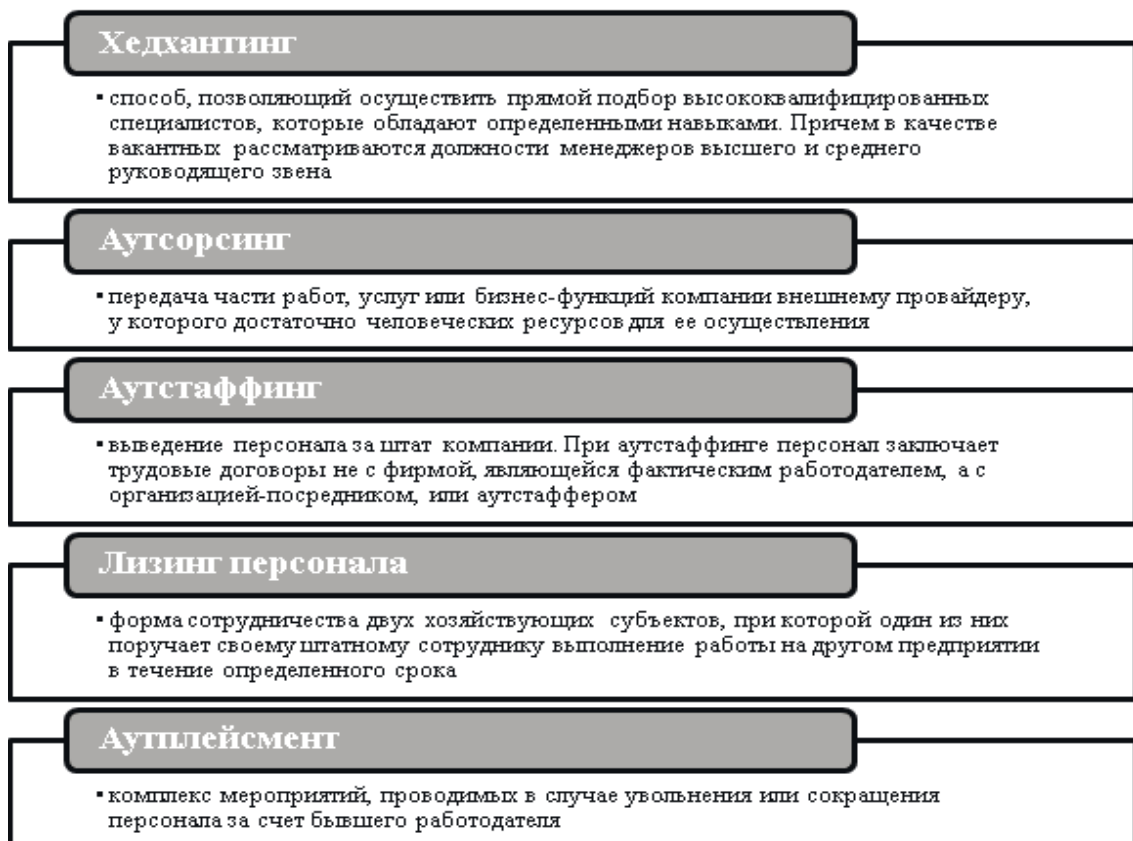 Хедхантинг
▪ способ, позволяющий осуществить прямой подбор высококвалифицированных
специалистов, которые обладают определенными навыками. Причем в качестве
вакантных рассматриваются должности менеджеров высшего и среднего
руководящего звена
Аутсорсинг
▪ передача части работ, услуг или бизнес-функций компании внешнему провайдеру,
у которого достаточно человеческих ресурсов для ее осуществления
Аутстаффинг
▪ выведение персонала за штат компании. При аутстаффинге персонал заключает
трудовые договоры не с фирмой, являющейся фактическим работодателем, а с
организацией-посредником, или аутстаффером
Лизинг персонала
▪ форма сотрудничества двух хозяйствующих субъектов, при которой один из них
поручает своему штатному сотруднику выполнение работы на другом предприятии
в течение определенного срока
Аутплейсмент
▪ комплекс мероприятий, проводимых в случае увольнения или сокращения
персонала за счет бывшего работодателя